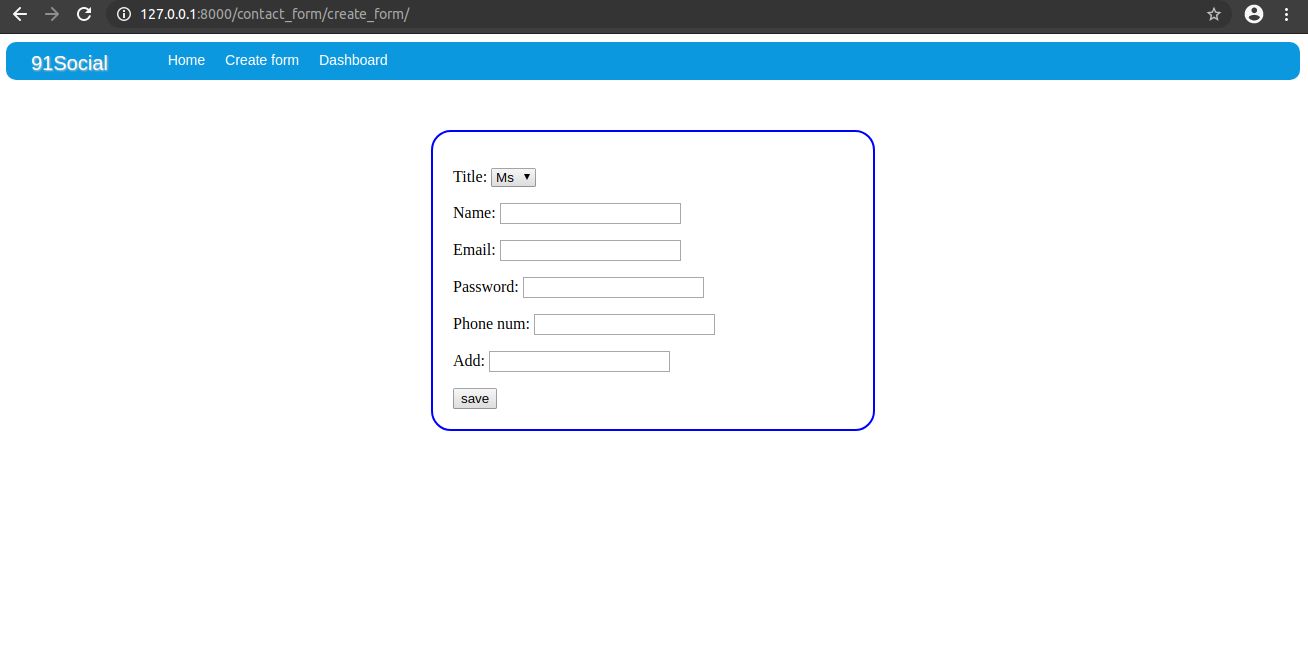 127.0.0.1:8000/contact_form/create_form/
91Social Home Create form Dashboard
Title: Ms
Name:
Email:
Password:
Phone num:
Add:
save